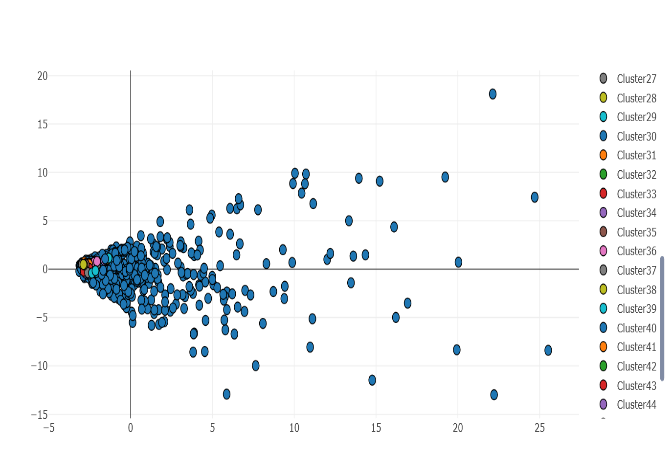 20
15
10
5
0
−5
−10
−15
−5 0 5 10 15 20 25
Cluster27
Cluster28
Cluster29
Cluster30
Cluster31
Cluster32
Cluster33
Cluster34
Cluster35
Cluster36
Cluster37
Cluster38
Cluster39
Cluster40
Cluster41
Cluster42
Cluster43
Cluster44